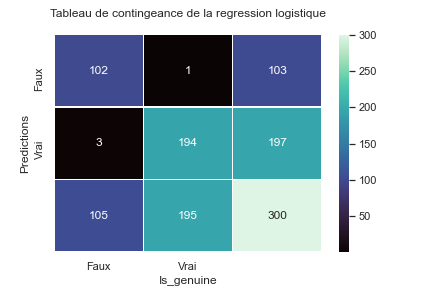 Tableau de contingeance de la regression logistique
Faux 102 1 103
Vrai 3 194 197
105 195 300
Predictions
Faux Vrai
Is_genuine
300
250
200
150
100
50